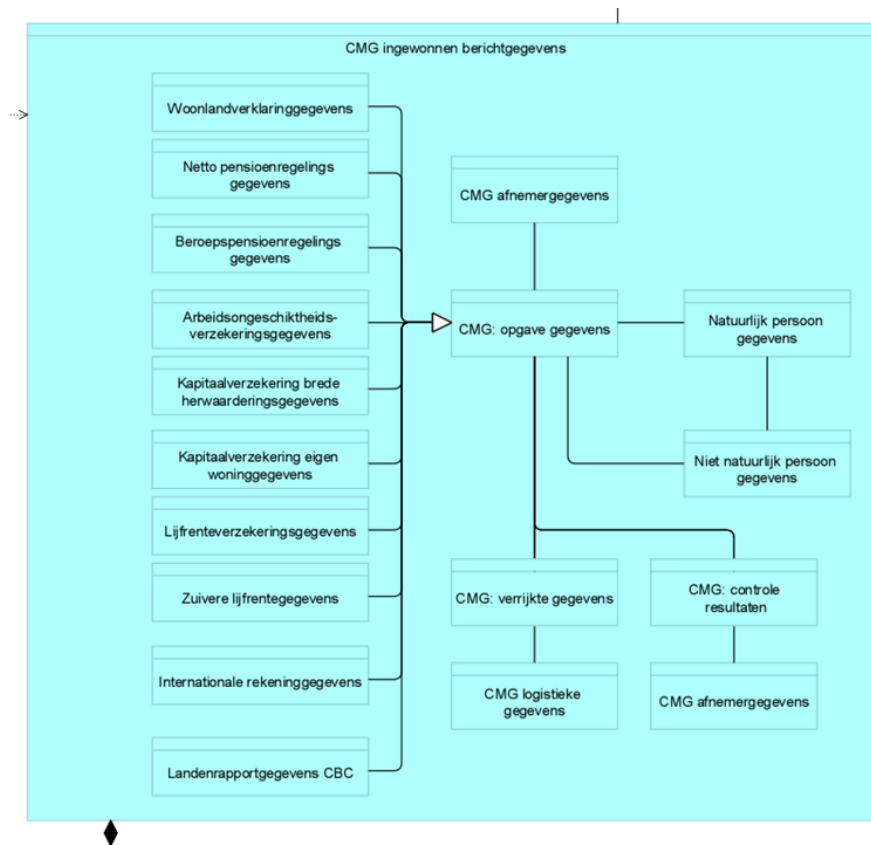 CMG ingewonnen berichtgegevens
Woonlandverklaringgegevens
Netto pensioenregelings
gegevens
Beroepspensioenregelings
gegevens
Arbeidsongeschiktheids-
verzekeringsgegevens
Kapitaalverzekering brede
herwaarderingsgegevens
Kapitaalverzekering eigen
woninggegevens
Lijfrenteverzekeringsgegevens
Zuivere lijfrentegegevens
Internationale rekeninggegevens
Landenrapportgegevens CBC
CMG afnemergegevens
CMG: opgave gegevens
Natuurlijk persoon
gegevens
Niet natuurlijk persoon
gegevens
CMG: verrijkte gegevens
CMG: controle
resultaten
CMG logistieke
gegevens
CMG afnemergegevens